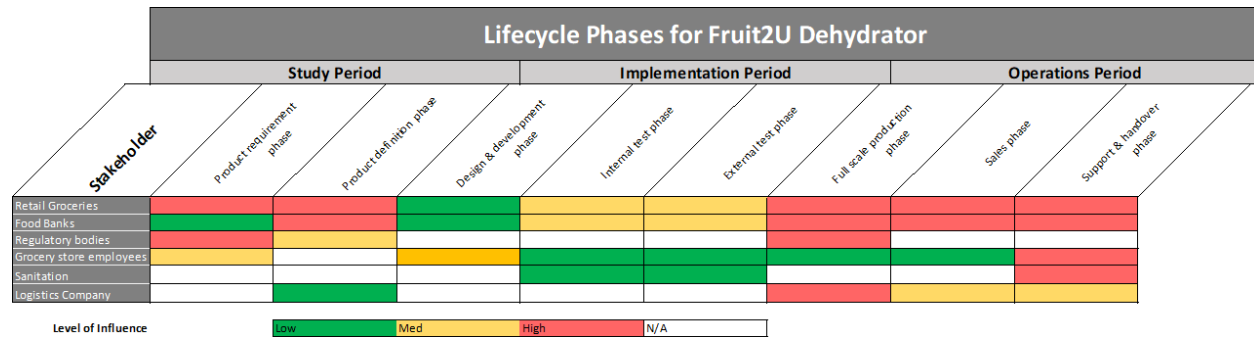 Lifecycle Phases for Fruit2U Dehydrator
Study Period
Implementation Period
Operations Period
Stakeholder
Product requirement
phase
Product definition phase
Design & development
phase
Internal test phase
External test phase
Full scale production
phase
Sales phase
Support & handover
phase
Retail Groceries
Food Banks
Regulatory bodies
Grocery store employees
Sanitation
Logistics Company
Level of Influence
Low
Med
High
N/A